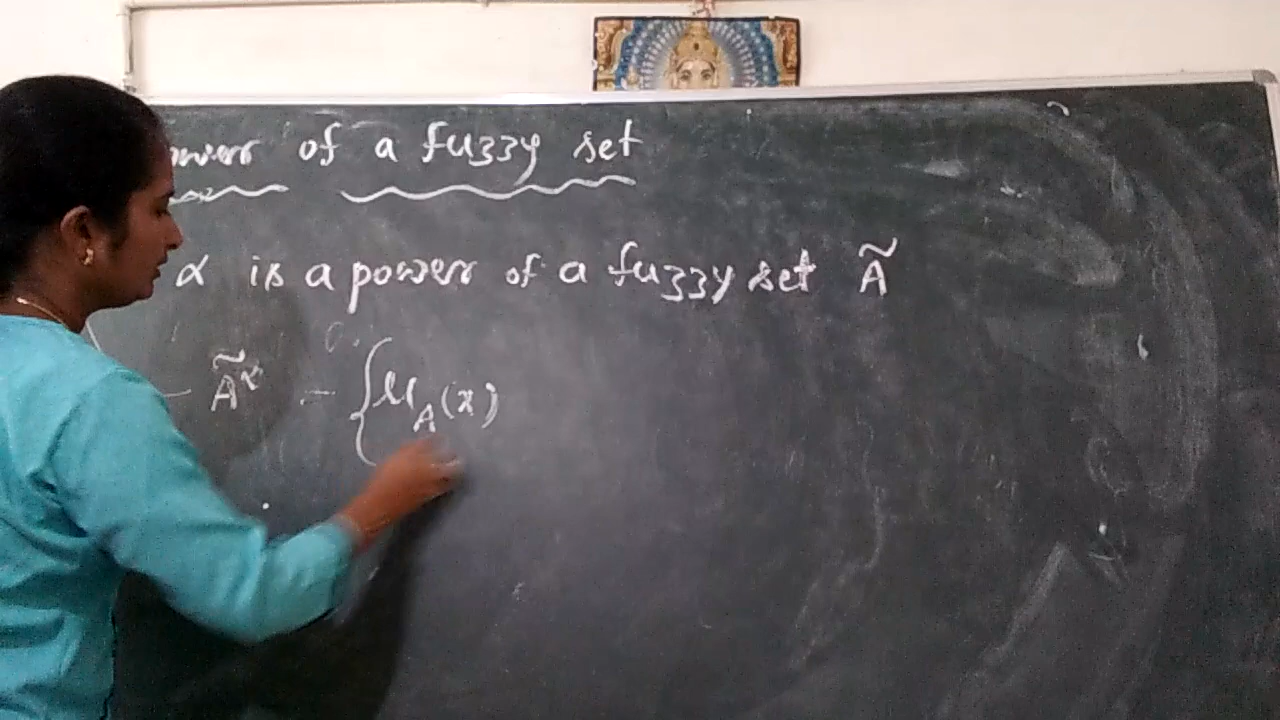 ower of a fuzzy set
α is a power of a fuzzy set Ã
Ã^α = {μ_A(x)